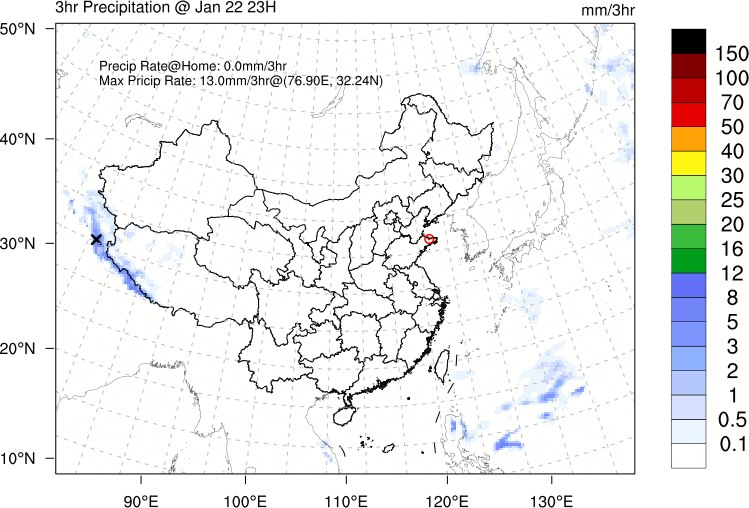 3hr Precipitation @ Jan 22 23H
mm/3hr
Precip Rate@Home: 0.0mm/3hr
Max Pricip Rate: 13.0mm/3hr@(76.90E, 32.24N)
50°N
40°N
30°N
20°N
10°N
90°E 100°E 110°E 120°E 130°E
150
100
70
50
40
30
25
20
16
12
8
5
3
2
1
0.5
0.1